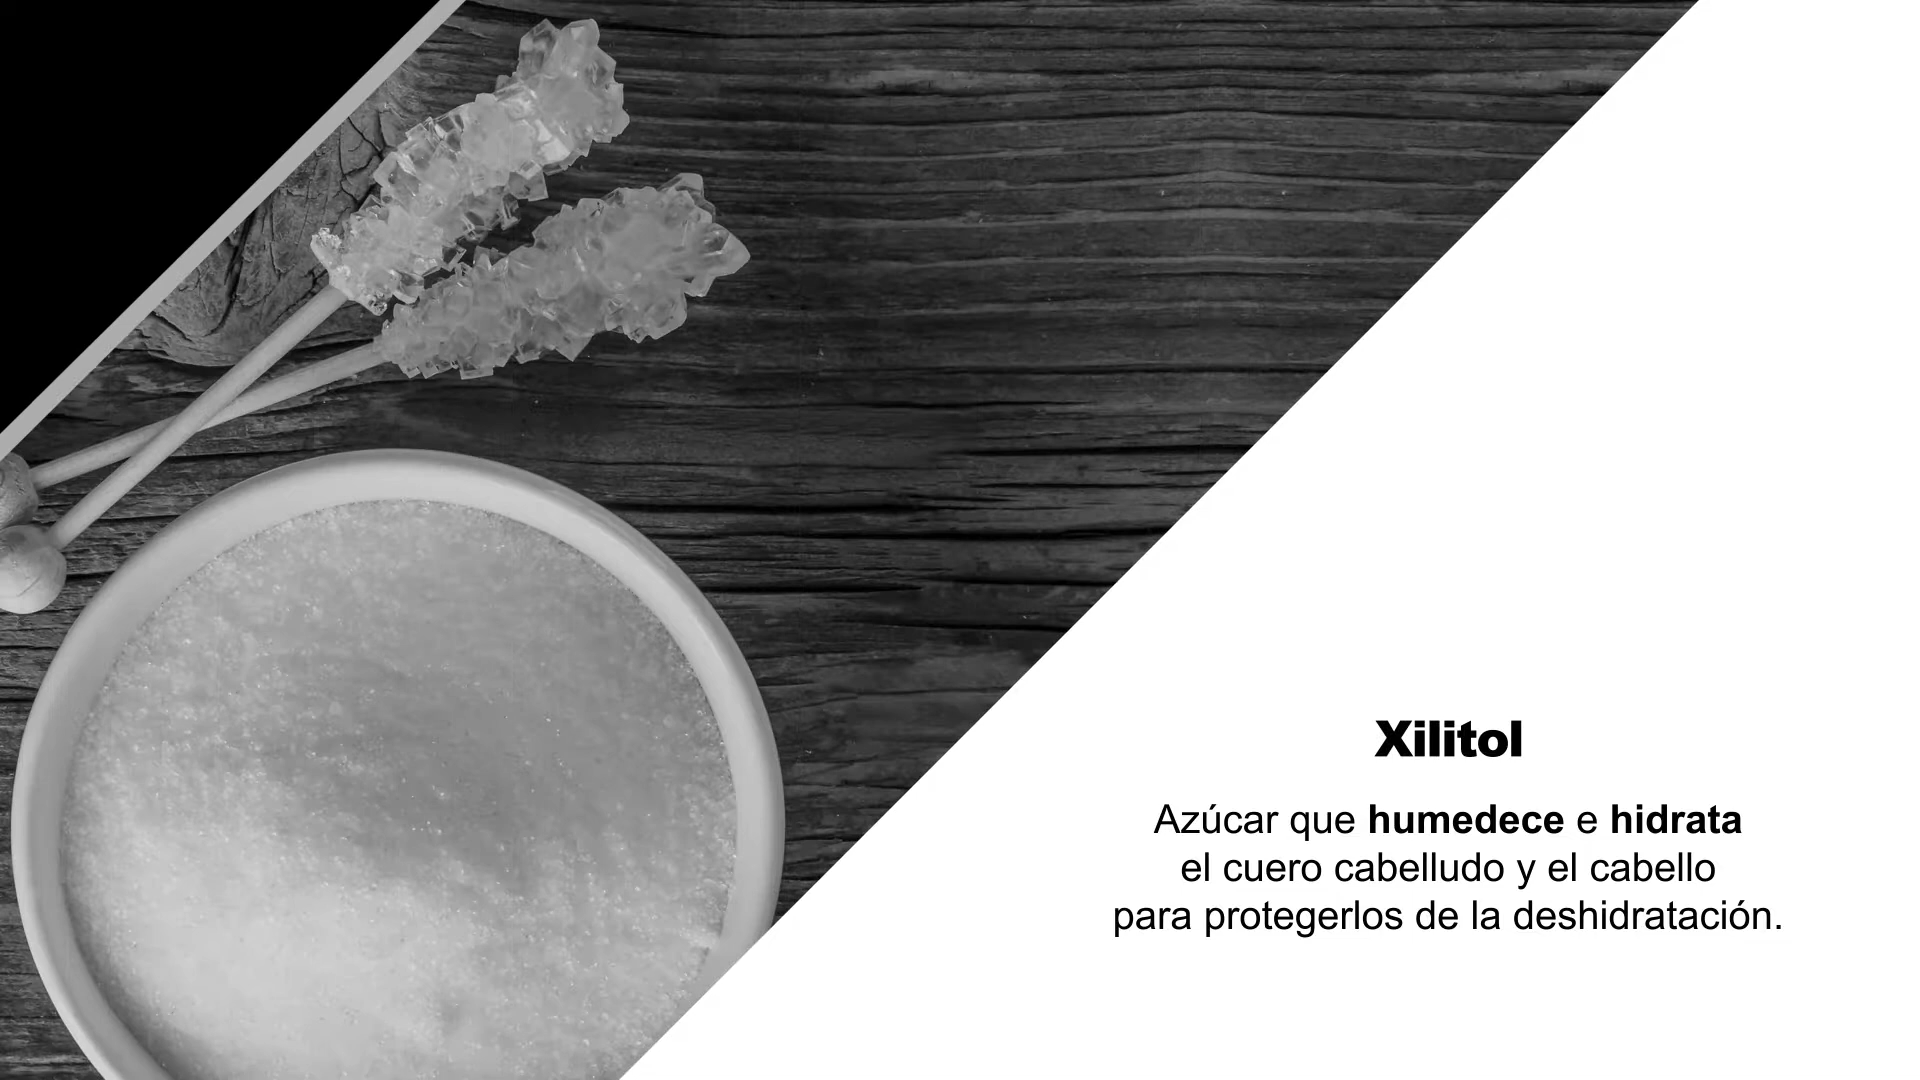 Xilitol
Azúcar que humedece e hidrata
el cuero cabelludo y el cabello
para protegerlos de la deshidratación.